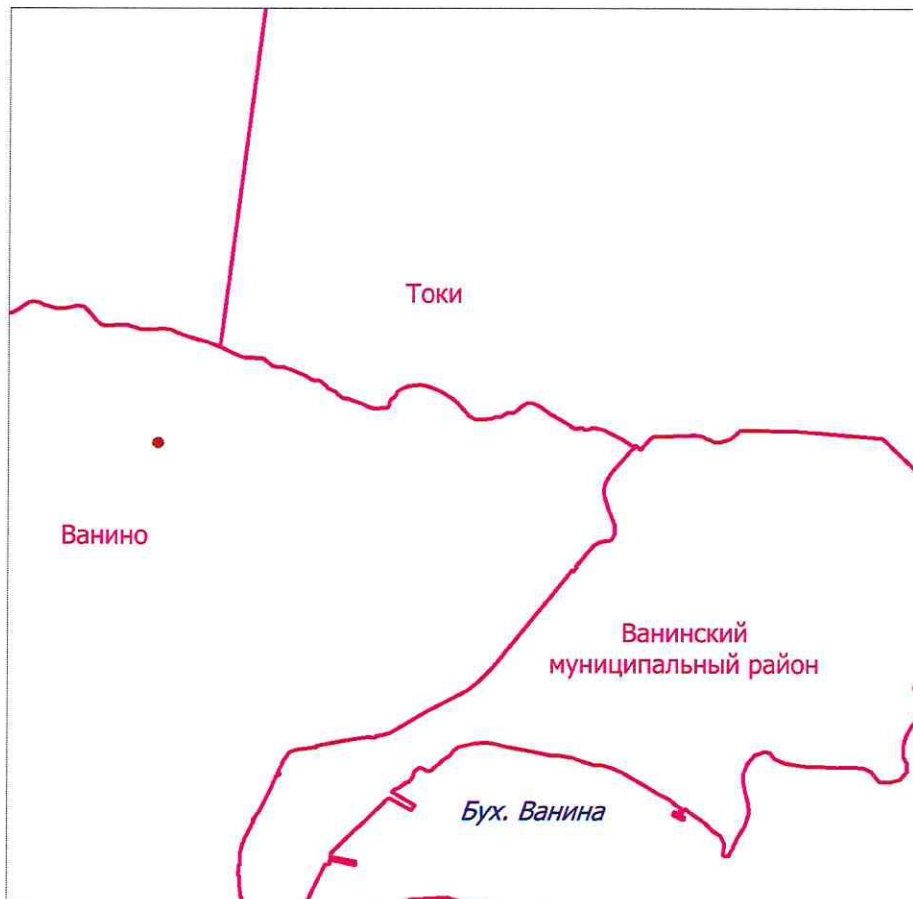 Токи
Ванино
Ванинский
муниципальный район
Бух. Ванина